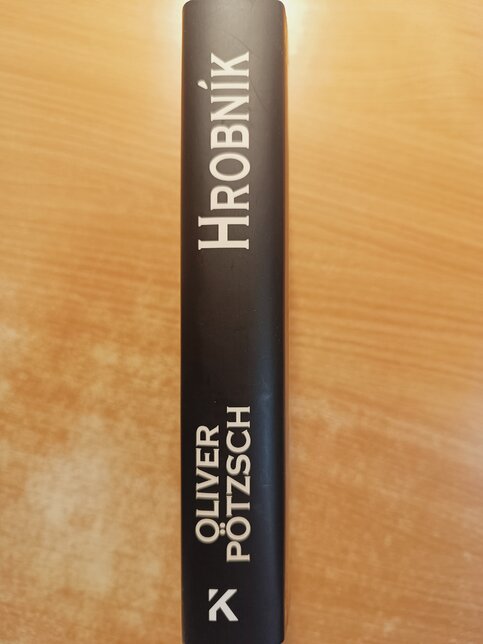 K
OLIVER
PÖTZSCH
HROBNÍK